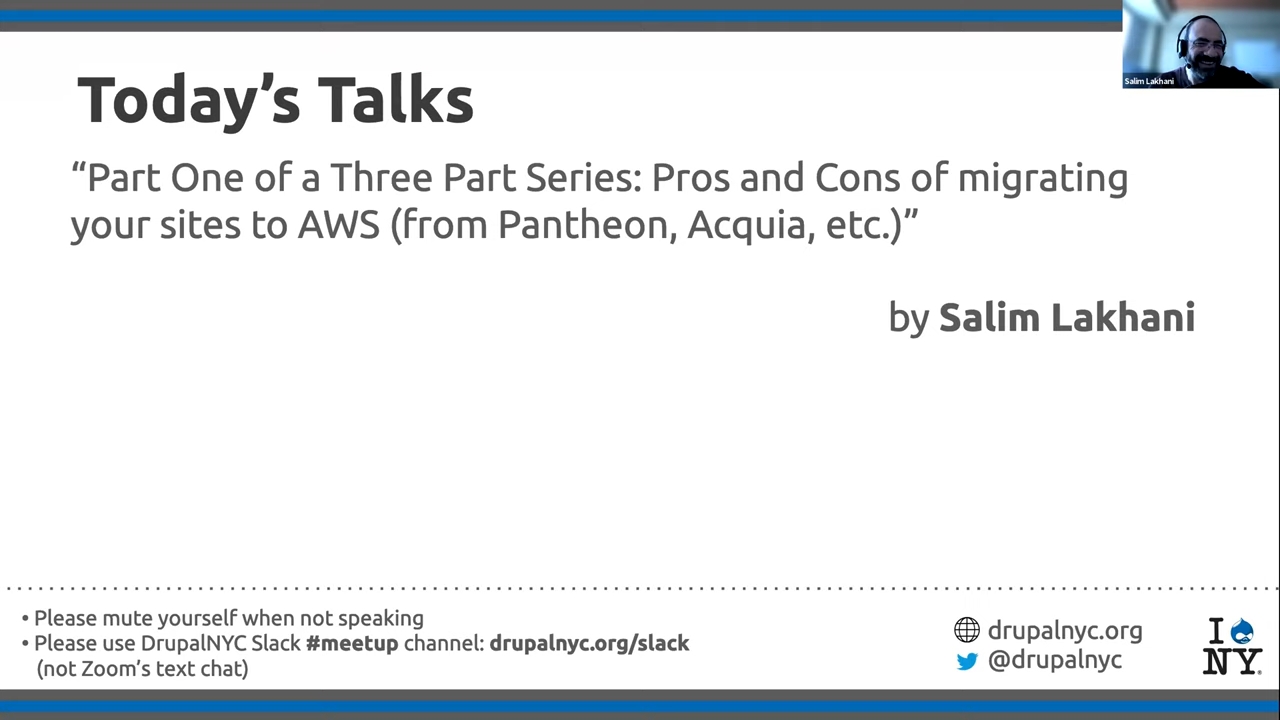 Today's Talks
Salim Lakhani
“Part One of a Three Part Series: Pros and Cons of migrating
your sites to AWS (from Pantheon, Acquia, etc.)”
by Salim Lakhani
• Please mute yourself when not speaking
• Please use DrupalNYC Slack #meetup channel: drupalnyc.org/slack
(not Zoom’s text chat)
drupalnyc.org
@drupalnyc
I
NY®